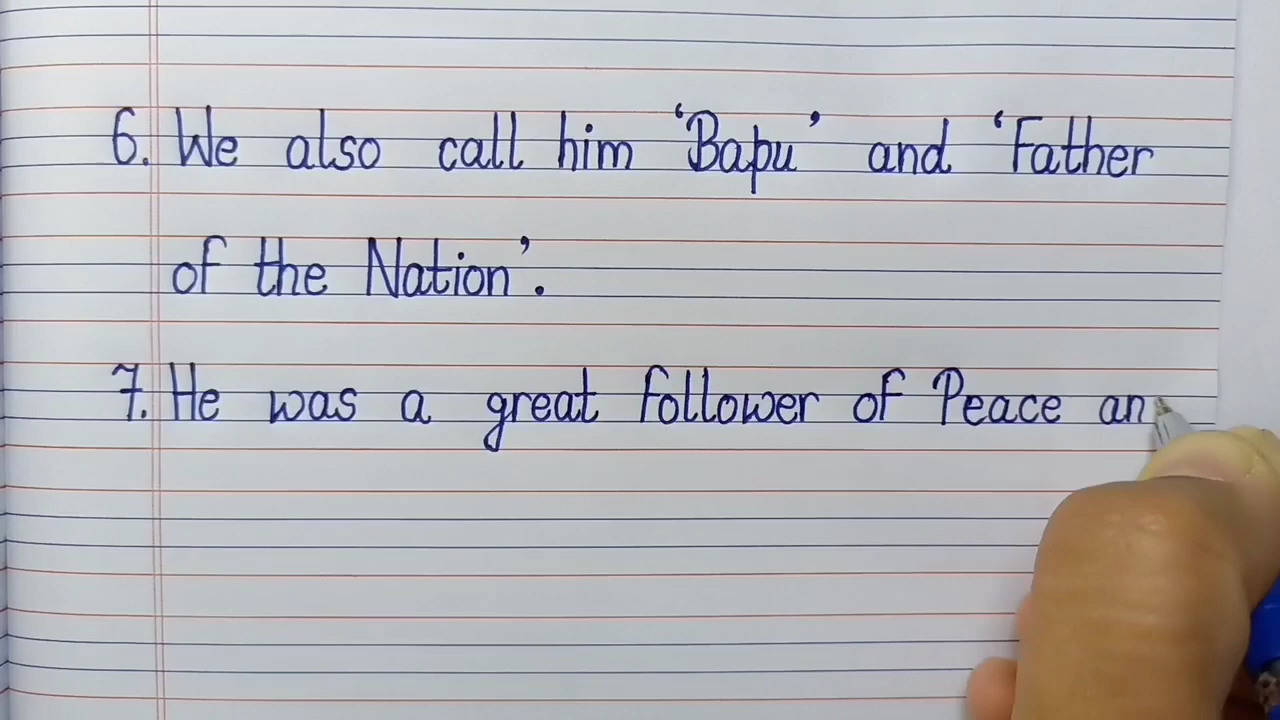 6. We also call him ‘Bapu’ and ‘Father
of the Nation’.
7. He was a great follower of Peace an